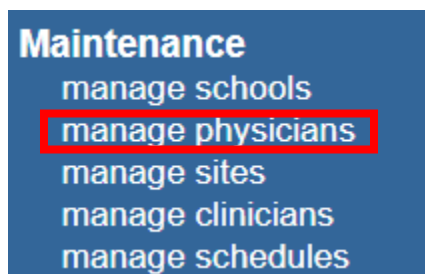 Maintenance
manage schools
manage physicians
manage sites
manage clinicians
manage schedules